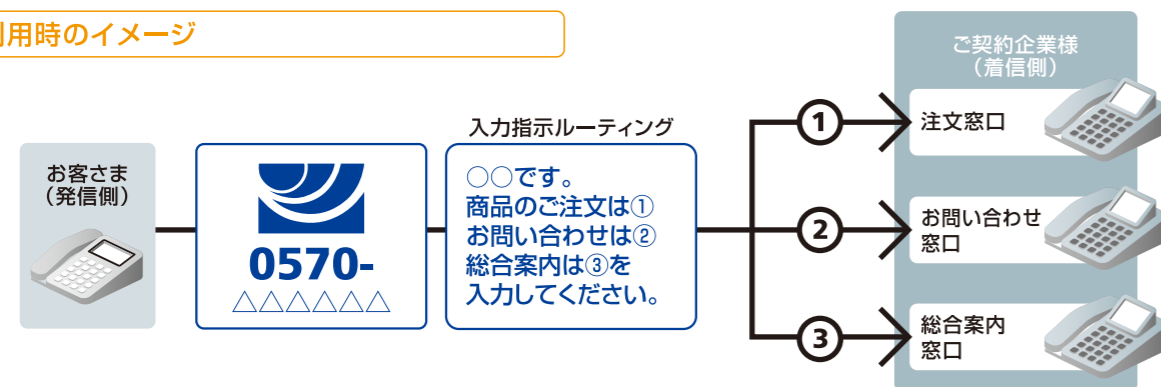 用時のイメージ
お客さま
（発信側）
0570-
△△△△△△
入力指示ルーティング
○○です。
商品のご注文は①
お問い合わせは②
総合案内は③を
入力してください。
①
②
③
ご契約企業様
（着信側）
注文窓口
お問い合わせ
窓口
総合案内
窓口